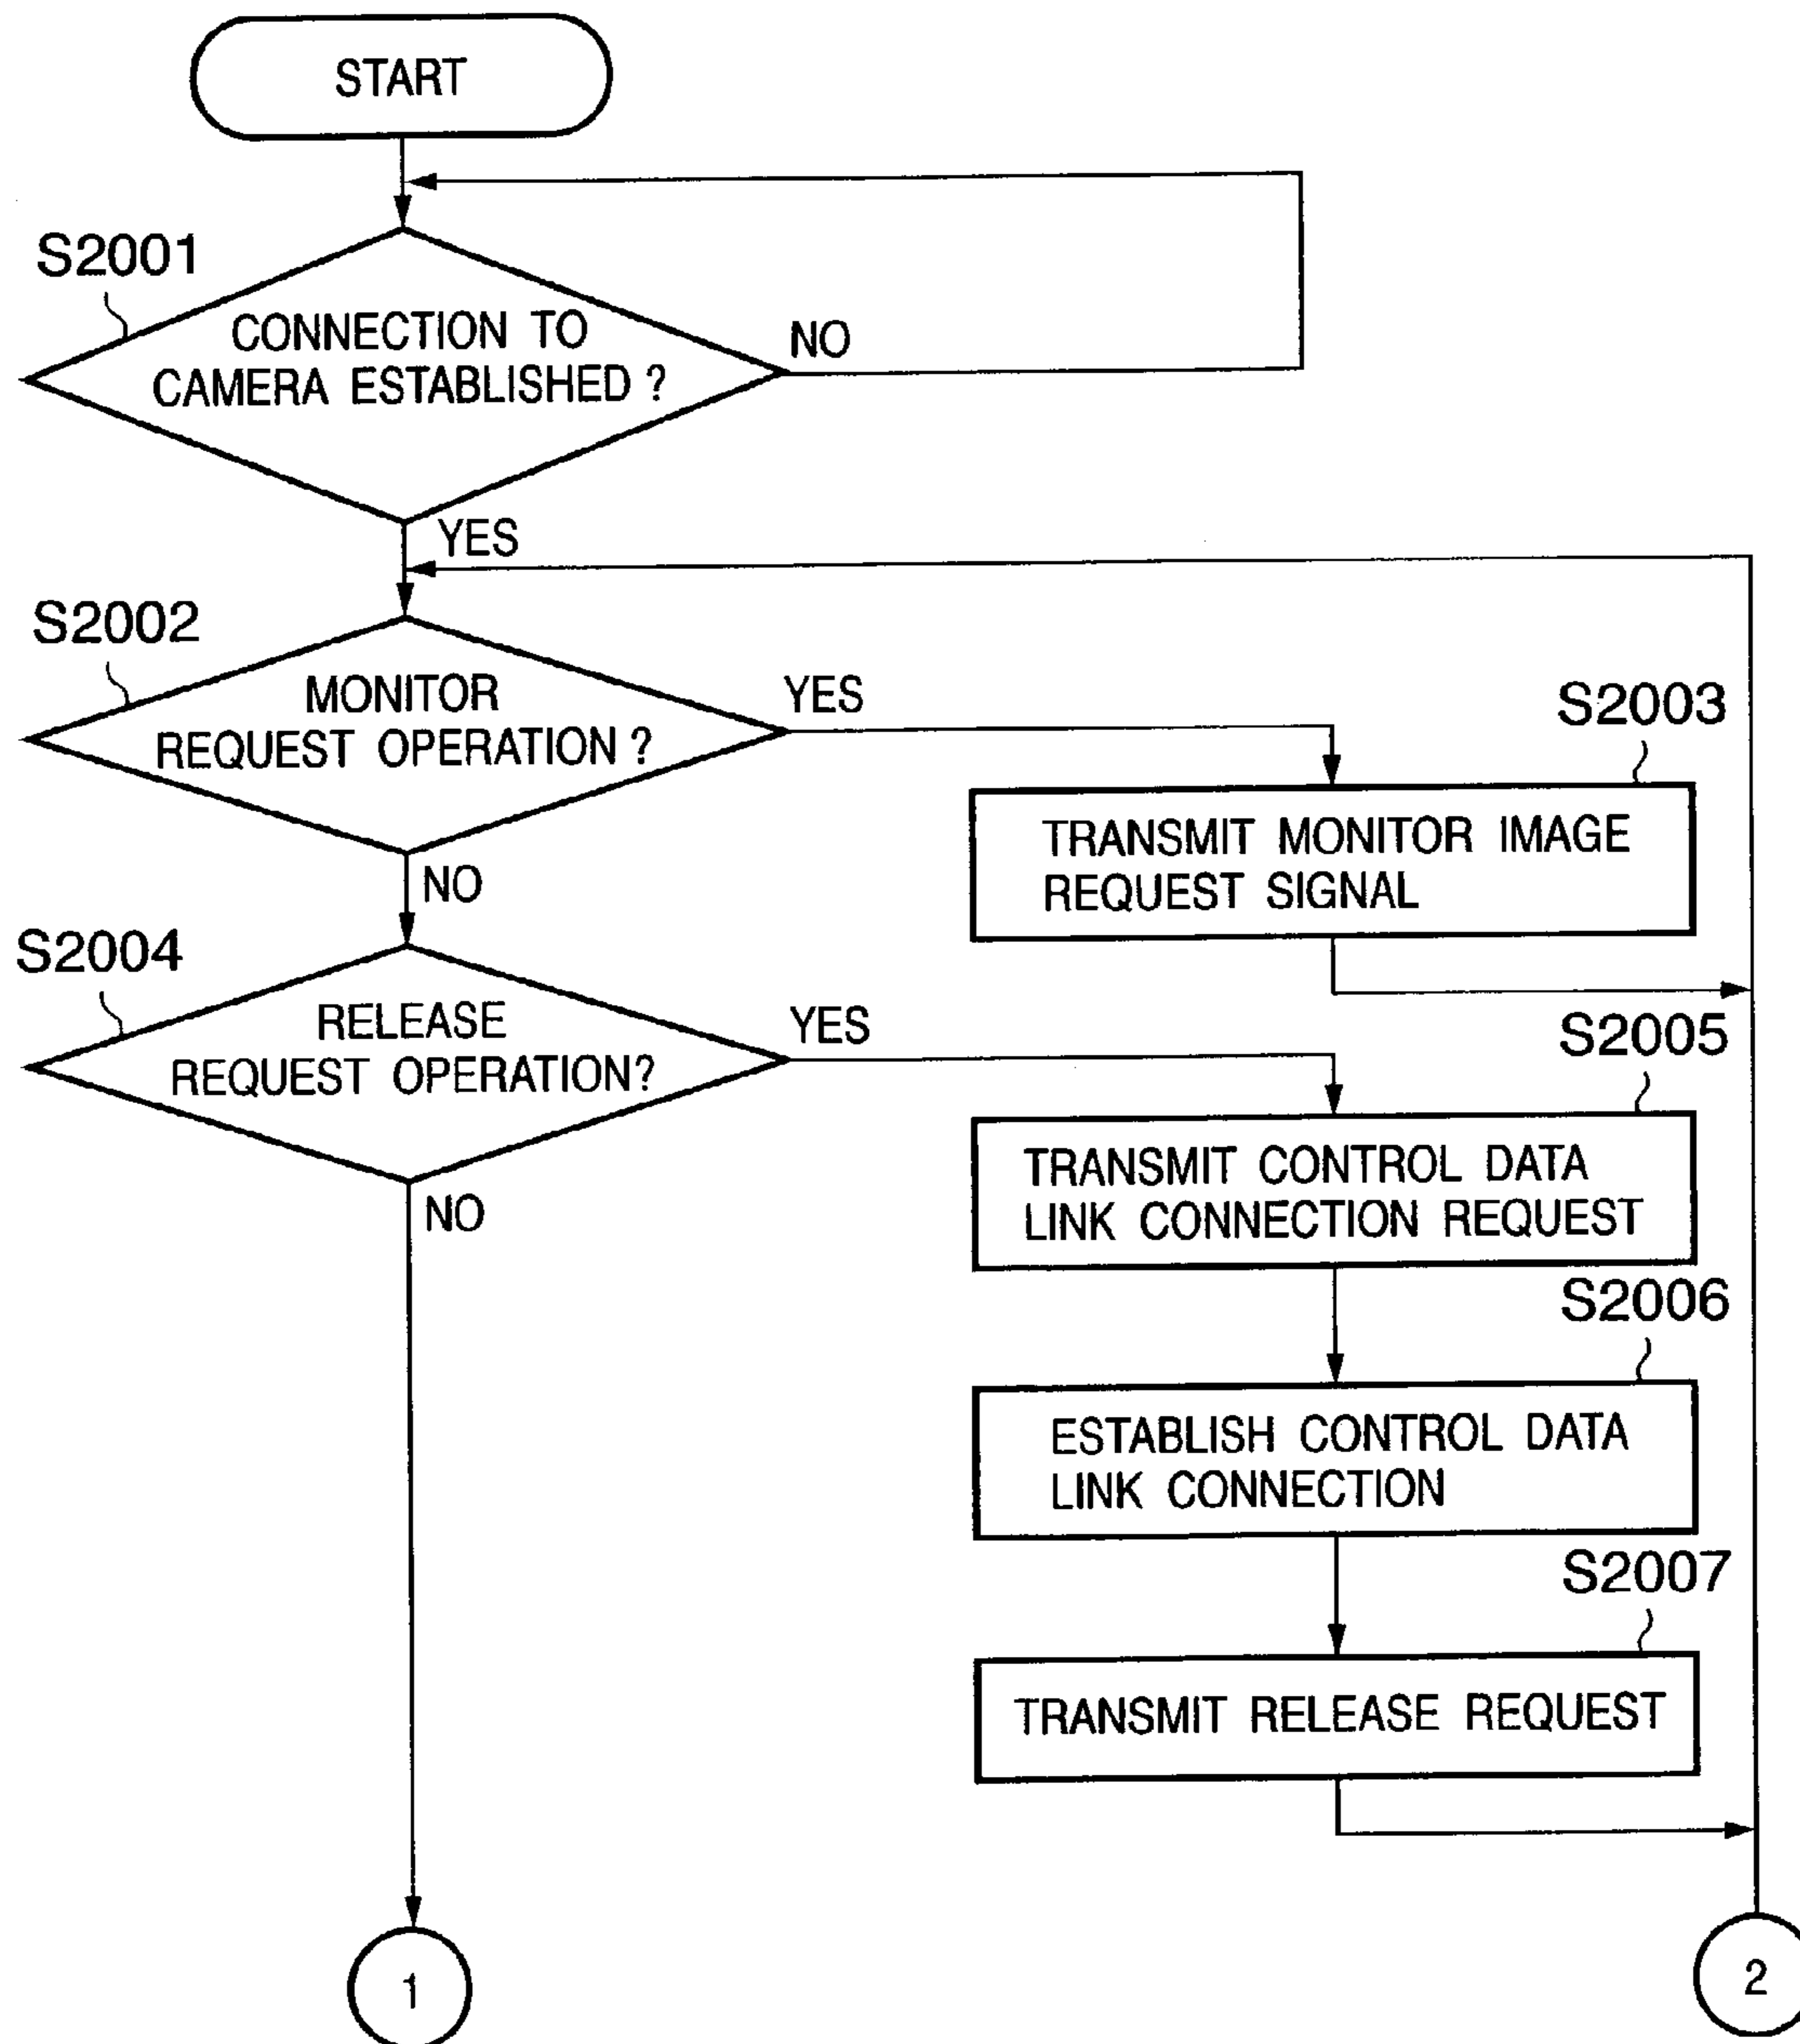 START
S2001
CONNECTION TO
CAMERA ESTABLISHED ?
NO
YES
S2002
MONITOR
REQUEST OPERATION ?
YES
S2003
TRANSMIT MONITOR IMAGE
REQUEST SIGNAL
NO
S2004
RELEASE
REQUEST OPERATION?
YES
S2005
TRANSMIT CONTROL DATA
LINK CONNECTION REQUEST
NO
S2006
ESTABLISH CONTROL DATA
LINK CONNECTION
S2007
TRANSMIT RELEASE REQUEST
1
2